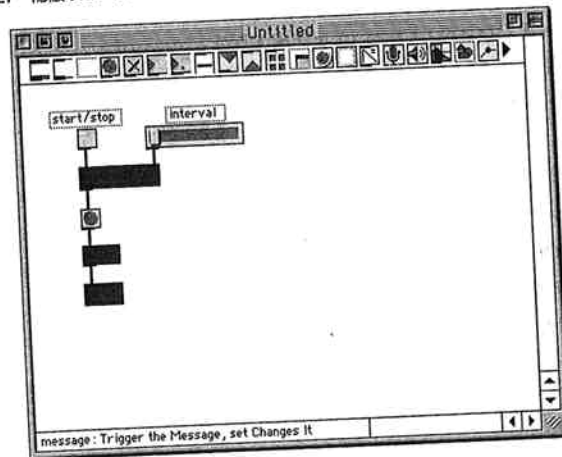 Untitled
start/stop
interval
message: Trigger the Message, set Changes It